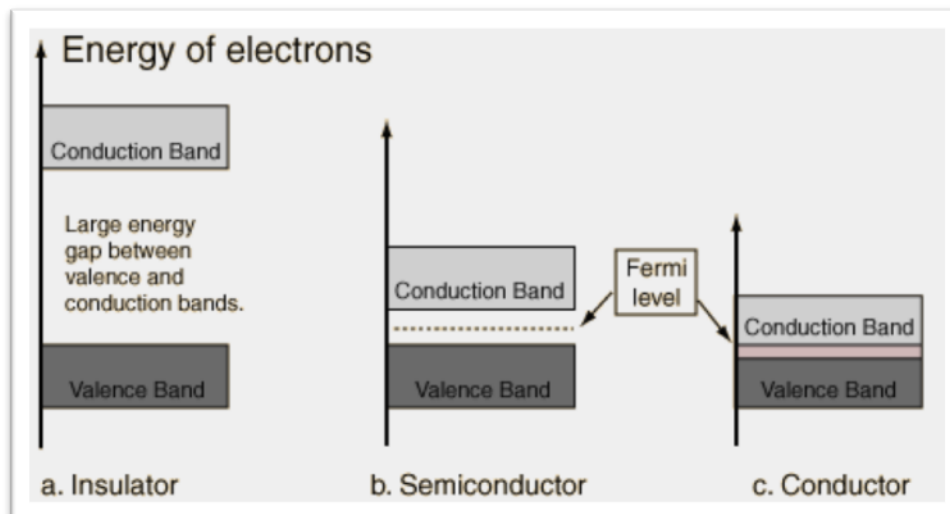 Energy of electrons
Conduction Band
Large energy
gap between
valence and
conduction bands.
Valence Band
a. Insulator
Conduction Band
Valence Band
b. Semiconductor
Fermi
level
Conduction Band
Valence Band
c. Conductor